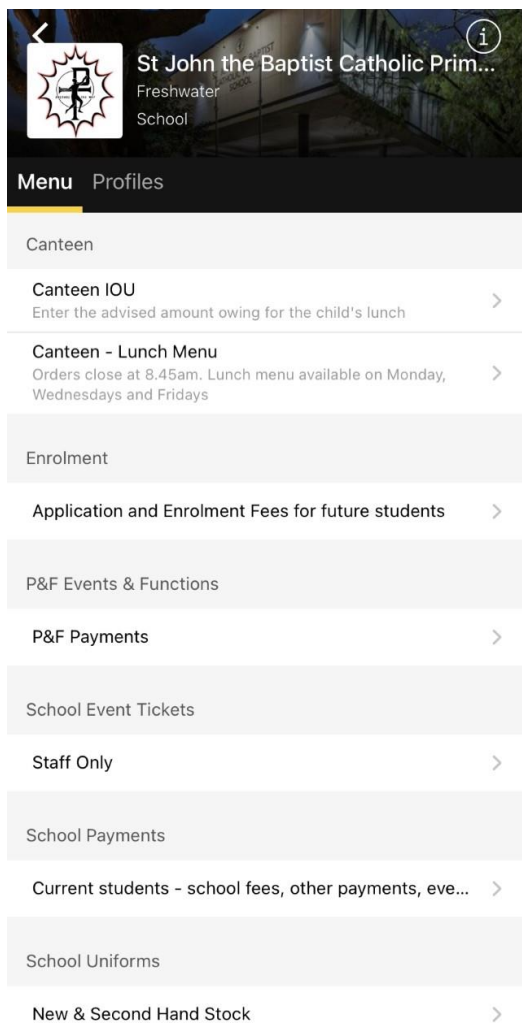 St John the Baptist Catholic Prim...
Freshwater
School
Menu Profiles
Canteen
Canteen IOU
Enter the advised amount owing for the child's lunch
Canteen - Lunch Menu
Orders close at 8.45am. Lunch menu available on Monday,
Wednesdays and Fridays
Enrolment
Application and Enrolment Fees for future students
P&F Events & Functions
P&F Payments
School Event Tickets
Staff Only
School Payments
Current students - school fees, other payments, eve...
School Uniforms
New & Second Hand Stock